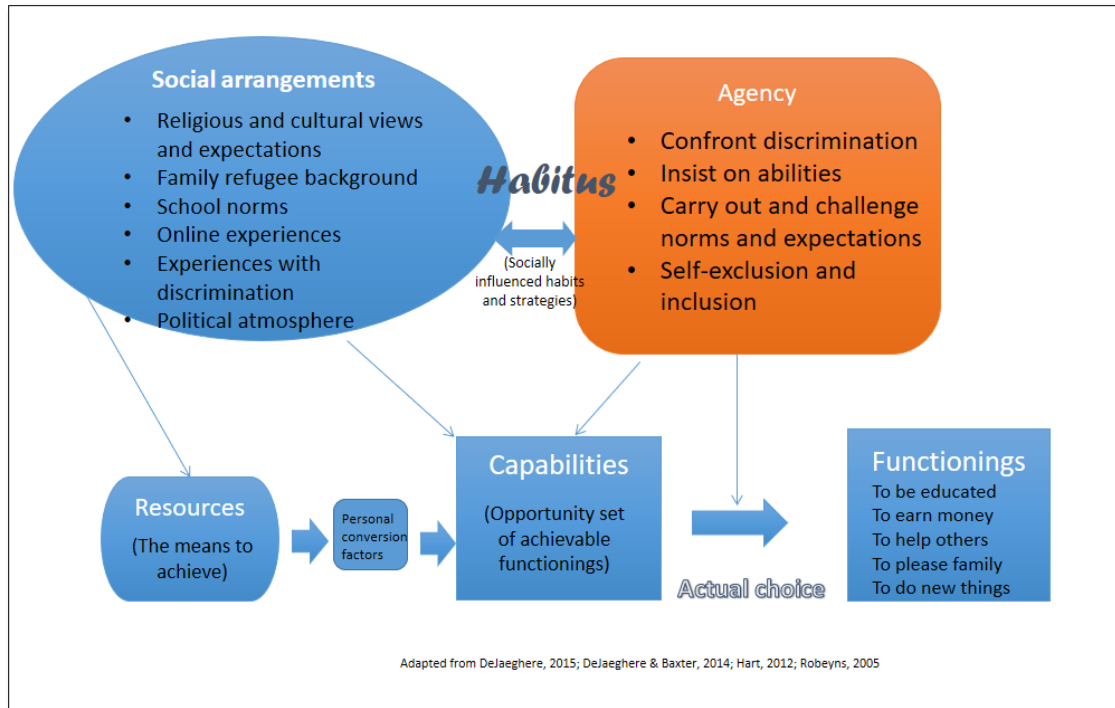 Social arrangements
• Religious and cultural views
and expectations
• Family refugee background
• School norms
• Online experiences
• Experiences with
discrimination
• Political atmosphere
Habitus
(Socially
influenced habits
and strategies)
Agency
• Confront discrimination
• Insist on abilities
• Carry out and challenge
norms and expectations
• Self-exclusion and
inclusion
Resources
(The means to
achieve)
Personal
conversion
factors
Capabilities
(Opportunity set
of achievable
functionings)
Actual choice
Functionings
To be educated
To earn money
To help others
To please family
To do new things
Adapted from DeJaeghere, 2015; DeJaeghere & Baxter, 2014; Hart, 2012; Robeyns, 2005